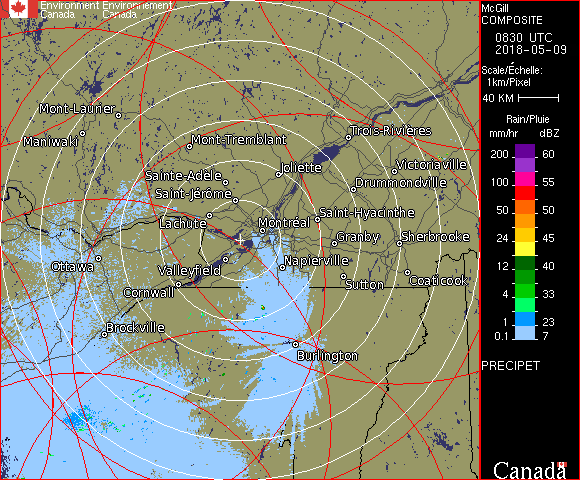 Environment Environnement
Canada Canada
McGill
COMPOSITE
0830 UTC
2018-05-09
Scale/Échelle:
1km/Pixel
40 KM
Rain/Pluie
mm/hr dBZ
200 60
100 55
50 50
24 45
12 40
4 35
1 23
0.1 7
PRECIPET
Canada
Mont-Laurier
Maniwaki
Mont-Tremblant
Trois-Rivières
Sainte-Adèle
Joliette
Victoriaville
Saint-Jérôme
Drummondville
Lachute
Montréal
Saint-Hyacinthe
Granby
Sherbrooke
Ottawa
Valleyfield
Napierville
Cornwall
Sutton
Coaticook
Brockville
Burlington